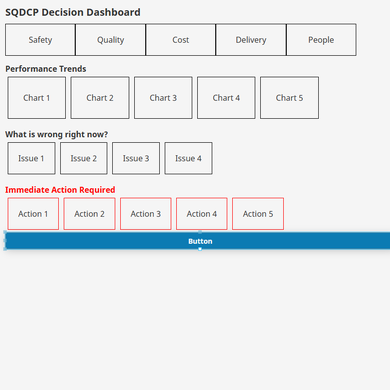 SQDCP Decision Dashboard
Safety Quality Cost Delivery People
Performance Trends
Chart 1 Chart 2 Chart 3 Chart 4 Chart 5
What is wrong right now?
Issue 1 Issue 2 Issue 3 Issue 4
Immediate Action Required
Action 1 Action 2 Action 3 Action 4 Action 5
Button